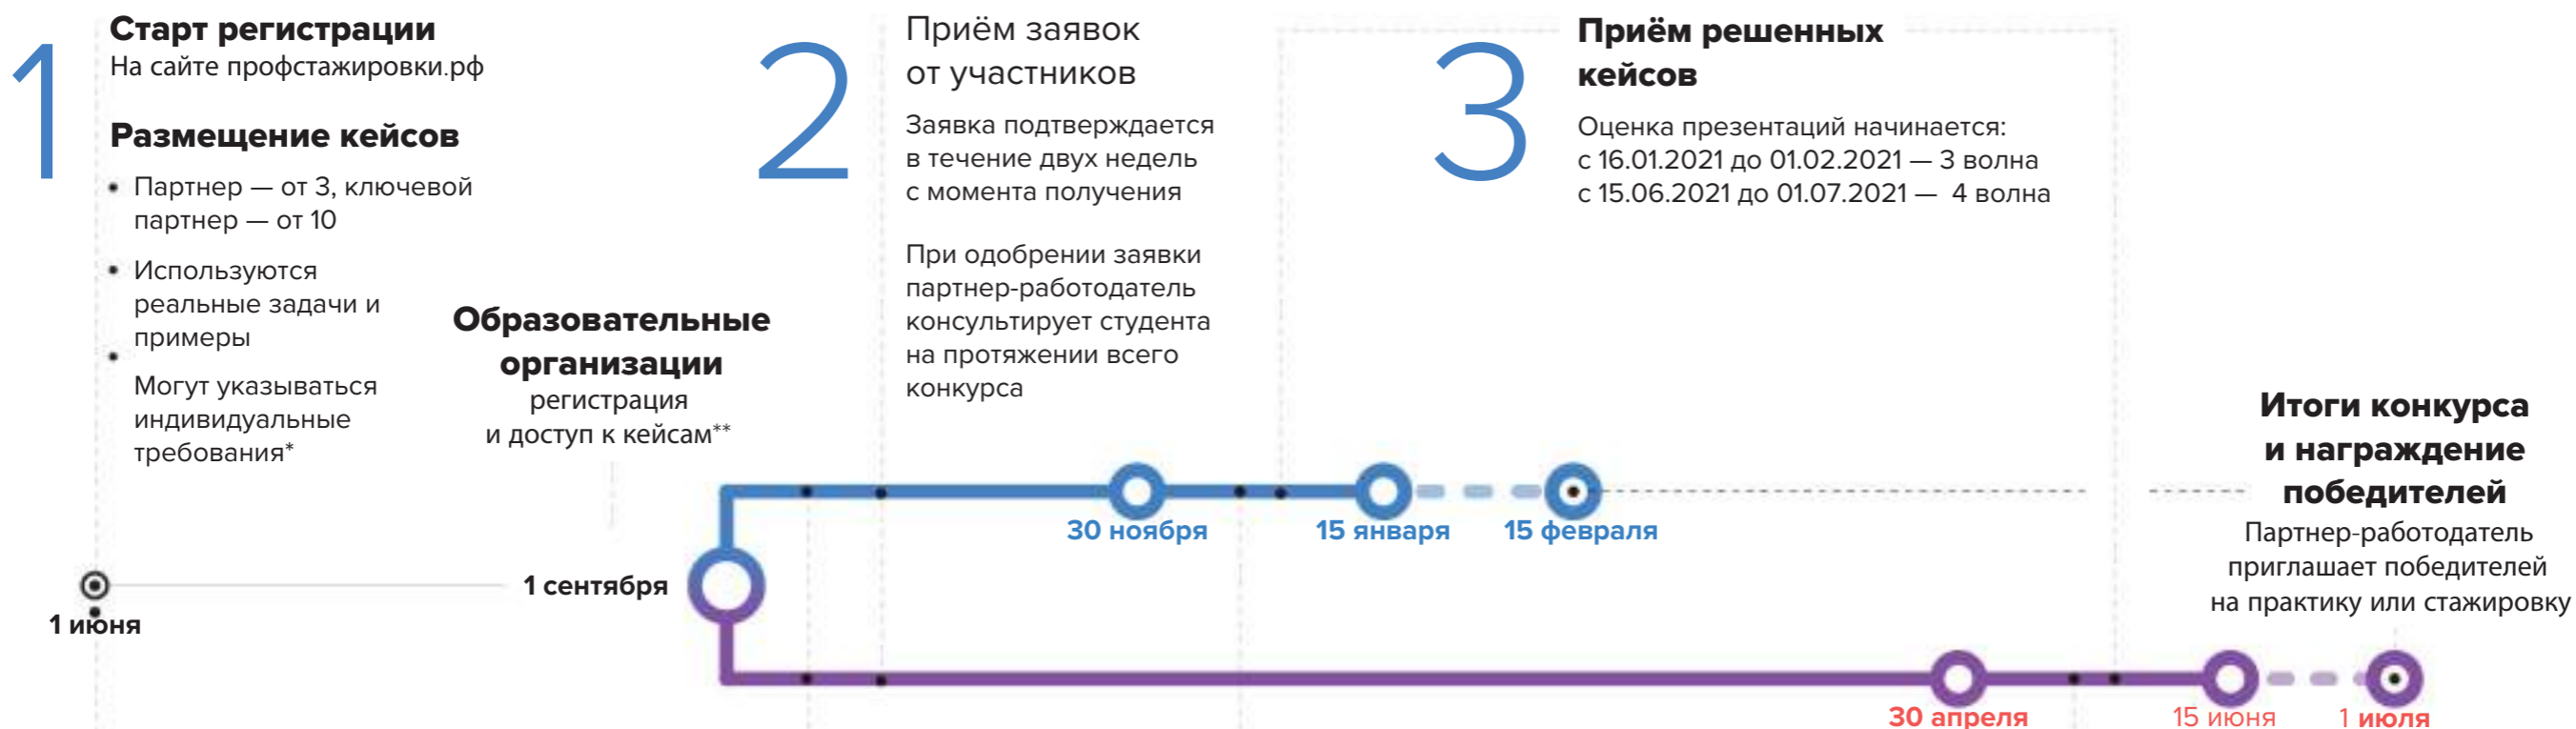 1
Старт регистрации
На сайте профстажировки.рф
Размещение кейсов
• Партнер — от 3, ключевой
партнер — от 10
• Используются
реальные задачи и
примеры
•
Могут указываться
индивидуальные
требования*
Образовательные
организации
регистрация
и доступ к кейсам**
2
Приём заявок
от участников
Заявка подтверждается
в течение двух недель
с момента получения
При одобрении заявки
партнер-работодатель
консультирует студента
на протяжении всего
конкурса
3
Приём решенных
кейсов
Оценка презентаций начинается:
с 16.01.2021 до 01.02.2021 — 3 волна
с 15.06.2021 до 01.07.2021 — 4 волна
Итоги конкурса
и награждение
победителей
Партнер-работодатель
приглашает победителей
на практику или стажировку
30 ноября
15 января
15 февраля
1 сентября
1 июня
30 апреля
15 июня
1 июля